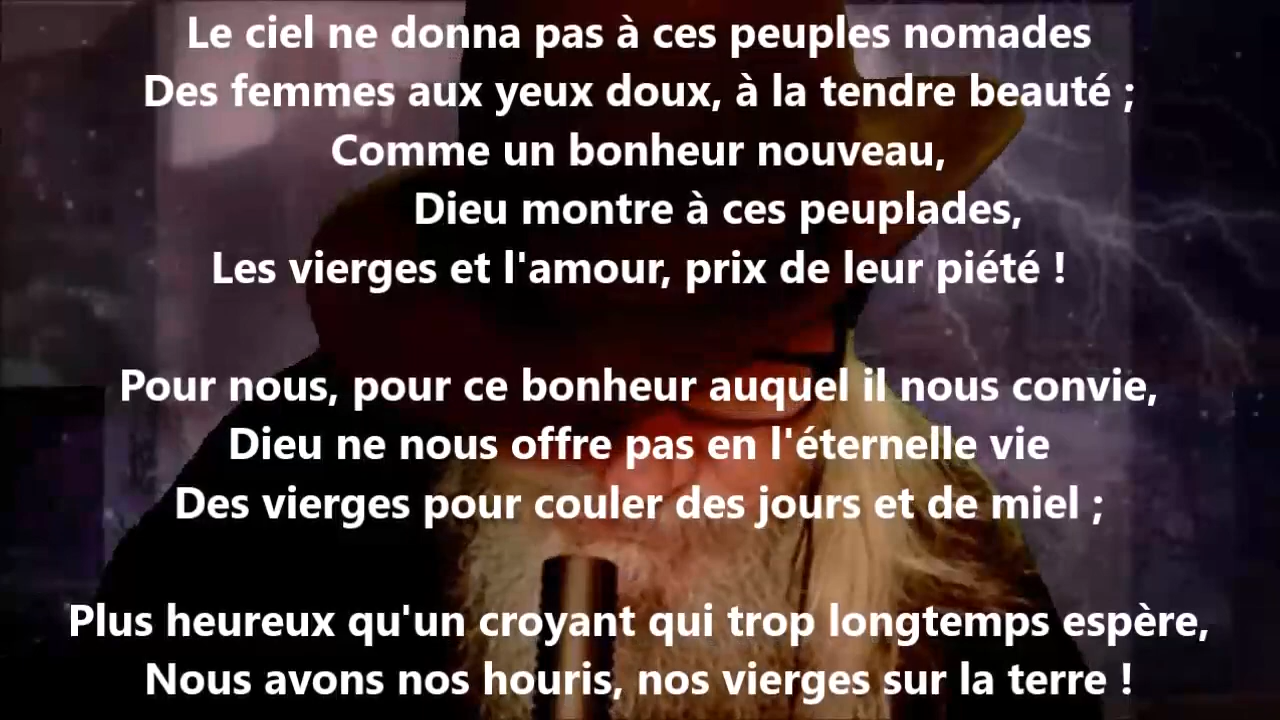 Le ciel ne donna pas à ces peuples nomades
Des femmes aux yeux doux, à la tendre beauté ;
Comme un bonheur nouveau,
Dieu montre à ces peuplades,
Les vierges et l'amour, prix de leur piété !
Pour nous, pour ce bonheur auquel il nous convie,
Dieu ne nous offre pas en l'éternelle vie
Des vierges pour couler des jours et de miel ;
Plus heureux qu'un croyant qui trop longtemps espère,
Nous avons nos houris, nos vierges sur la terre !